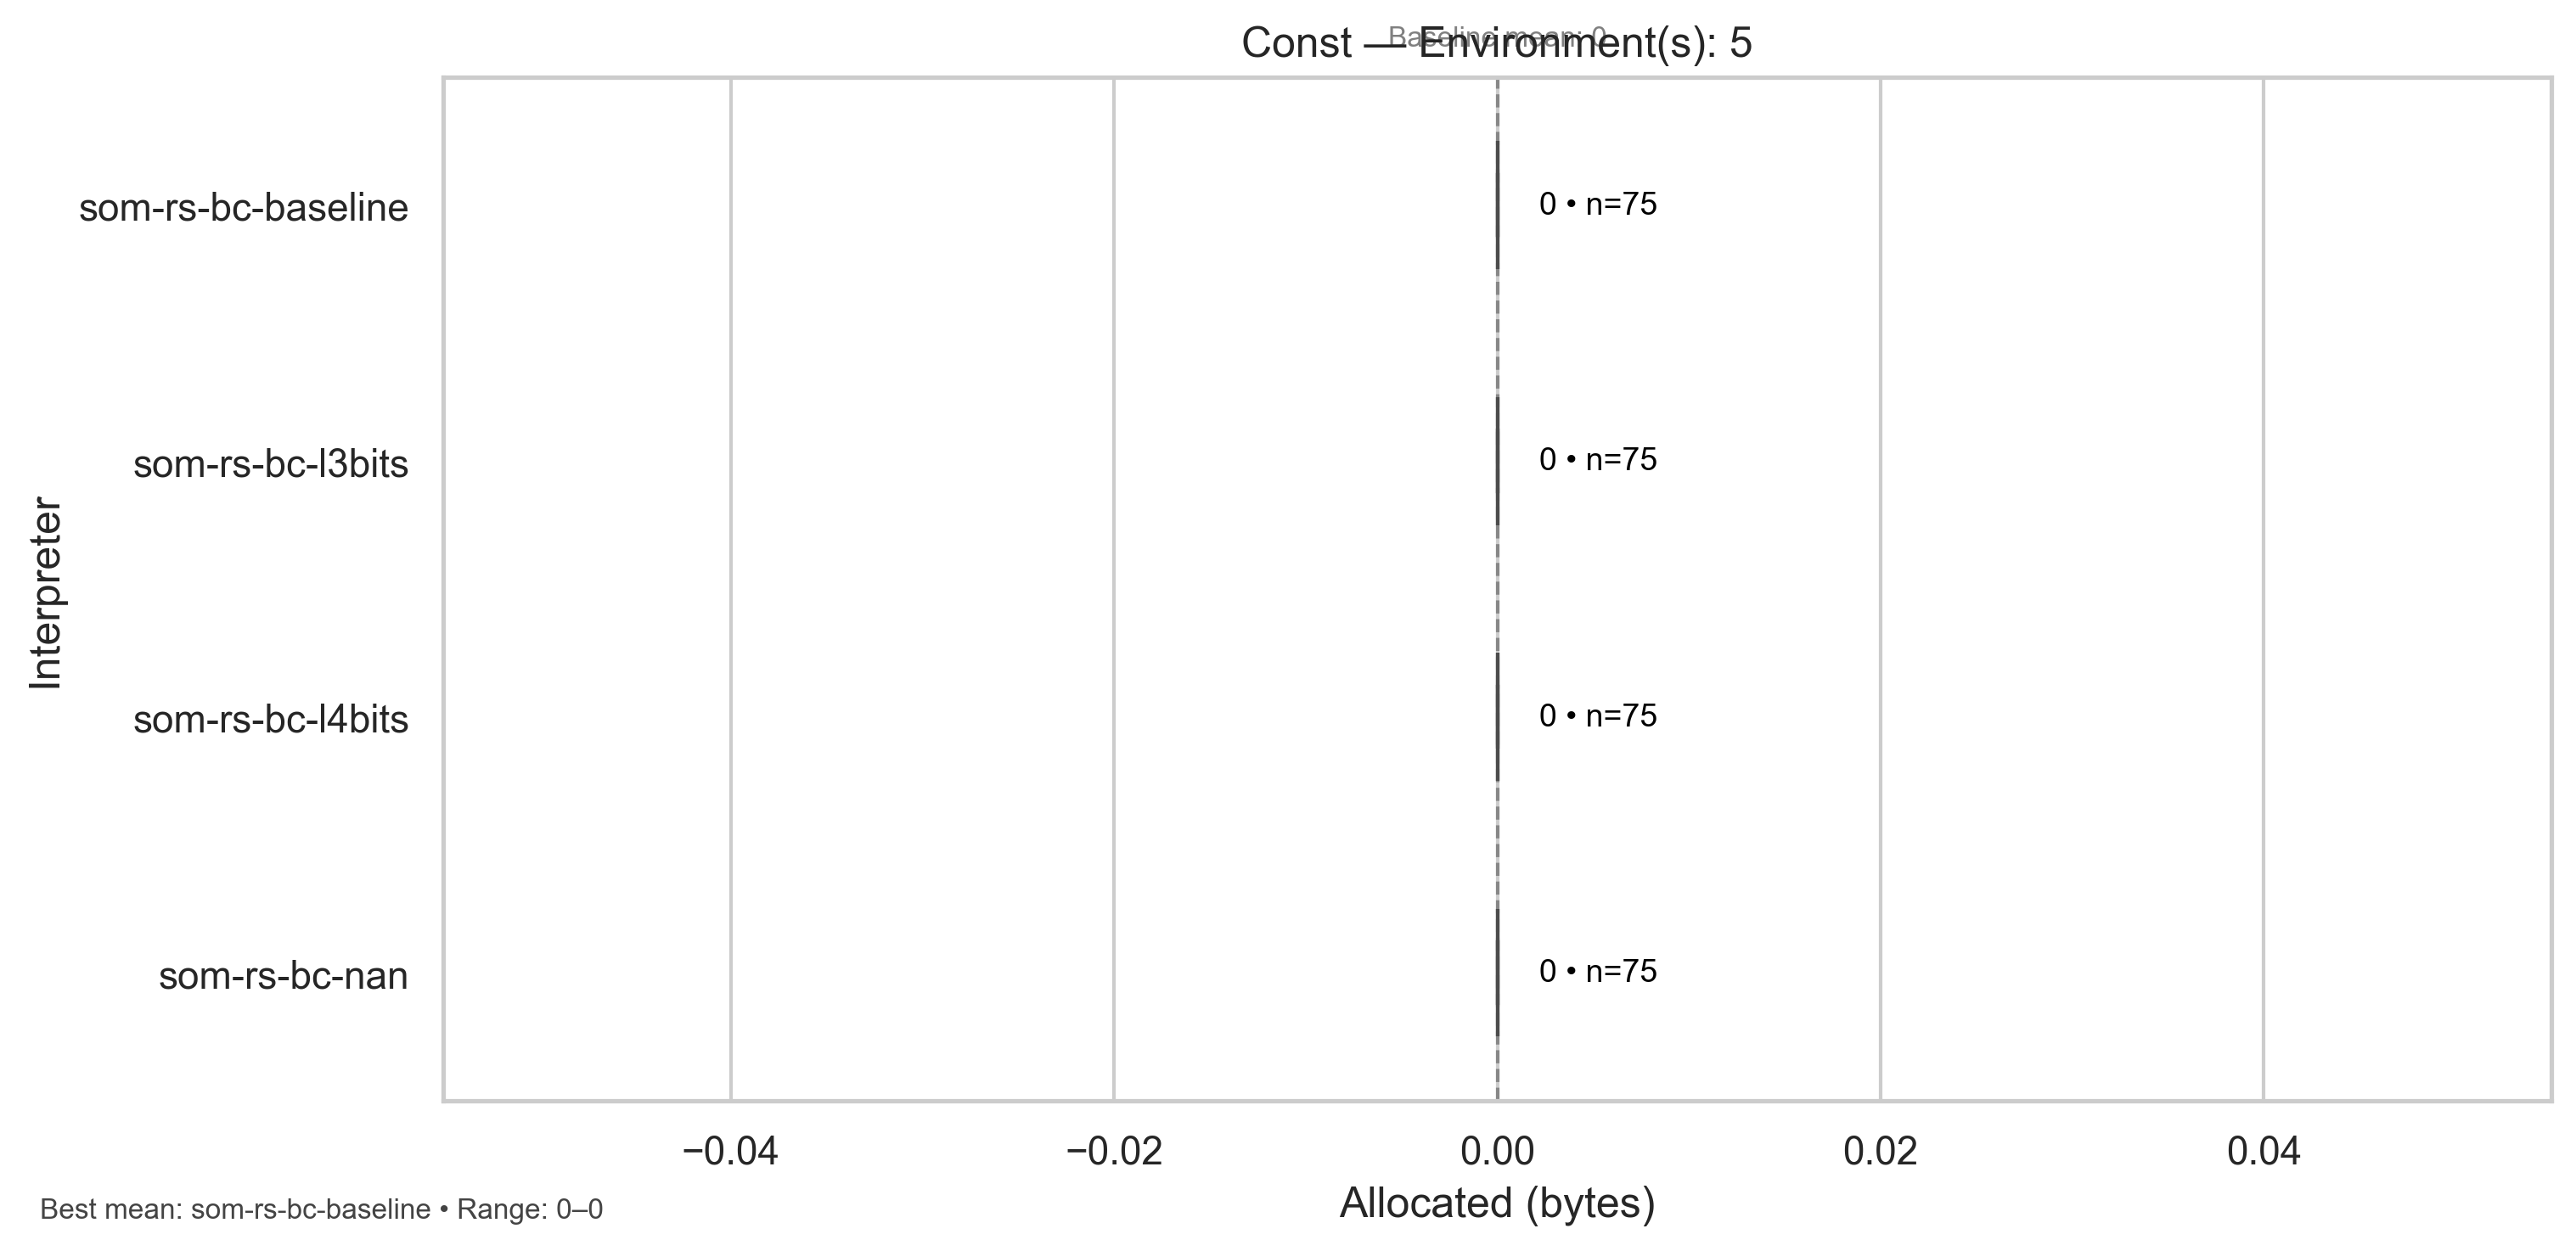 Baseline mean: 0
Const — Environment(s): 5
som-rs-bc-baseline
0 • n=75
som-rs-bc-l3bits
0 • n=75
som-rs-bc-l4bits
0 • n=75
som-rs-bc-nan
0 • n=75
Interpreter
−0.04
−0.02
0.00
0.02
0.04
Allocated (bytes)
Best mean: som-rs-bc-baseline • Range: 0–0